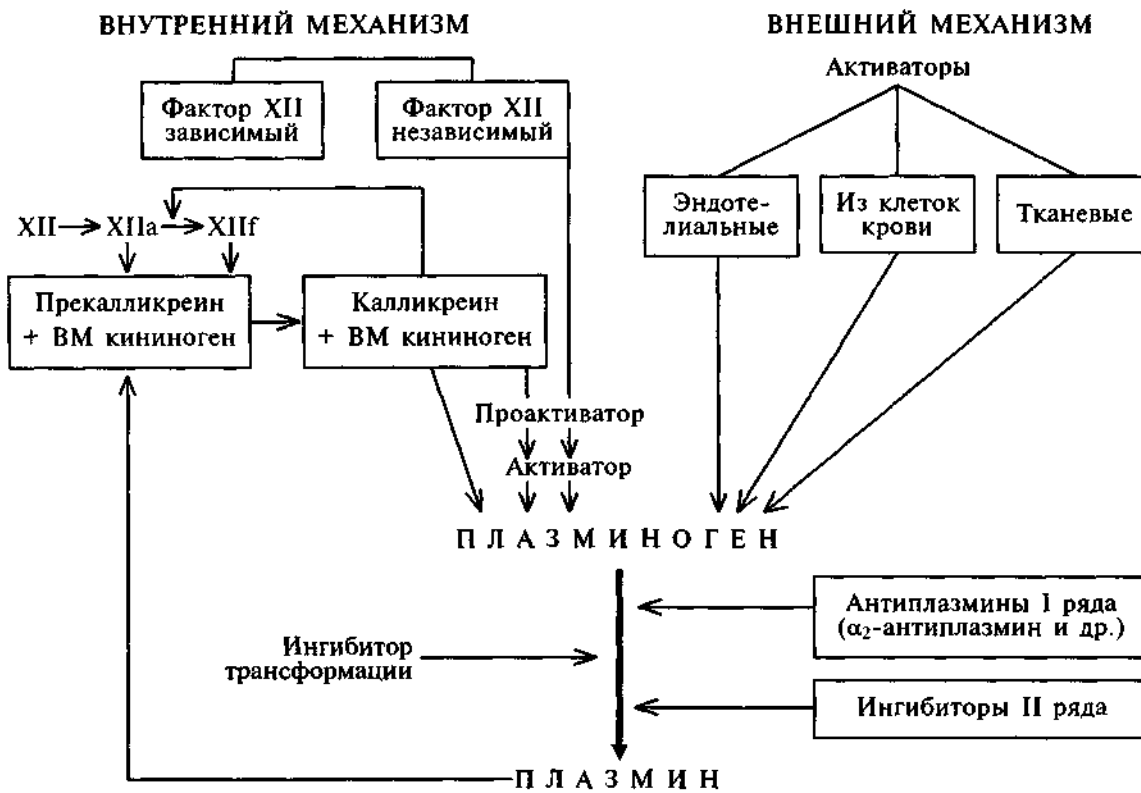 ВНУТРЕННИЙ МЕХАНИЗМ
ВНЕШНИЙ МЕХАНИЗМ
Активаторы
Фактор XII
зависимый
Фактор XII
независимый
Эндоте-
лиальные
Из клеток
крови
Тканевые
XII XIIa XIIf
Прекалликреин
+ ВМ кининоген
Калликреин
+ ВМ кининоген
Проактиватор
Активатор
ПЛАЗМИНОГЕН
Антиплазмины I ряда
(α₂-антиплазмин и др.)
Ингибитор
трансформации
Ингибиторы II ряда
ПЛАЗМИН